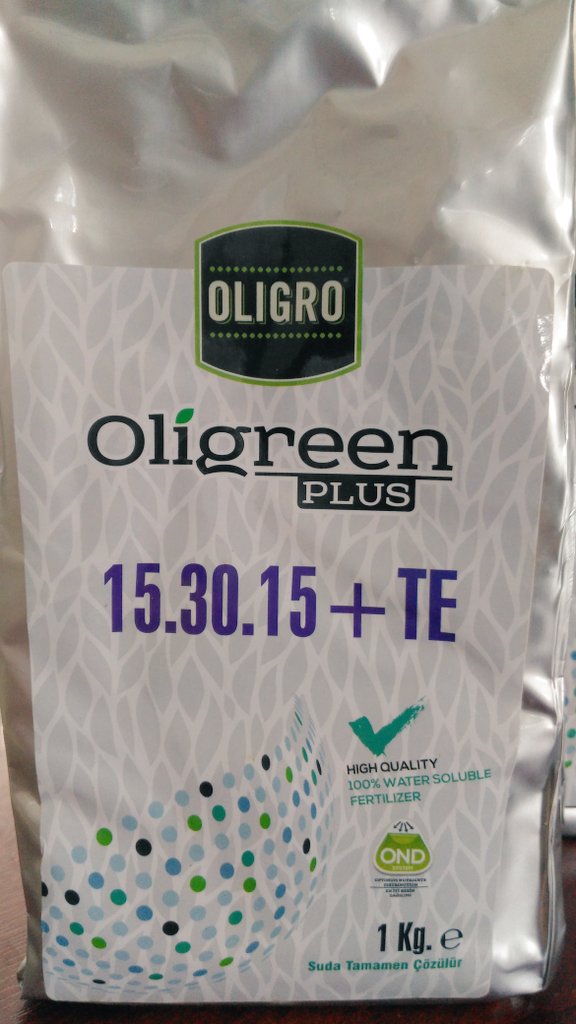 OLIGRO
Oligreen
PLUS
15.30.15+TE
HIGH QUALITY
100% WATER SOLUBLE
FERTILIZER
OND
SYSTEM
1 Kg. ℮
Suda Tamamen Çözülür